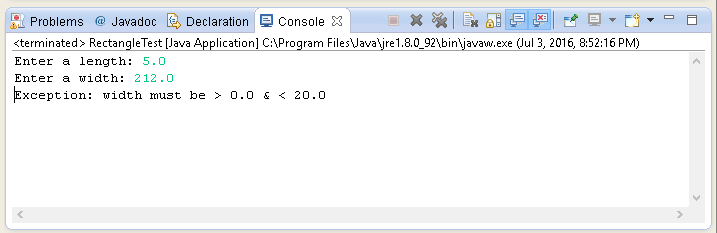 Problems @ Javadoc Declaration Console
<terminated> RectangleTest [Java Application] C:\Program Files\Java\jre1.8.0_92\bin\javaw.exe (Jul 3, 2016, 8:52:16 PM)
Enter a length: 5.0
Enter a width: 212.0
Exception: width must be > 0.0 & < 20.0